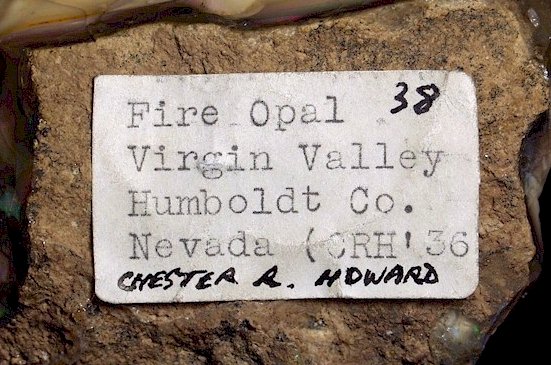 Fire Opal 38
Virgin Valley
Humboldt Co.
Nevada (CRH'36
CHESTER R. HOWARD